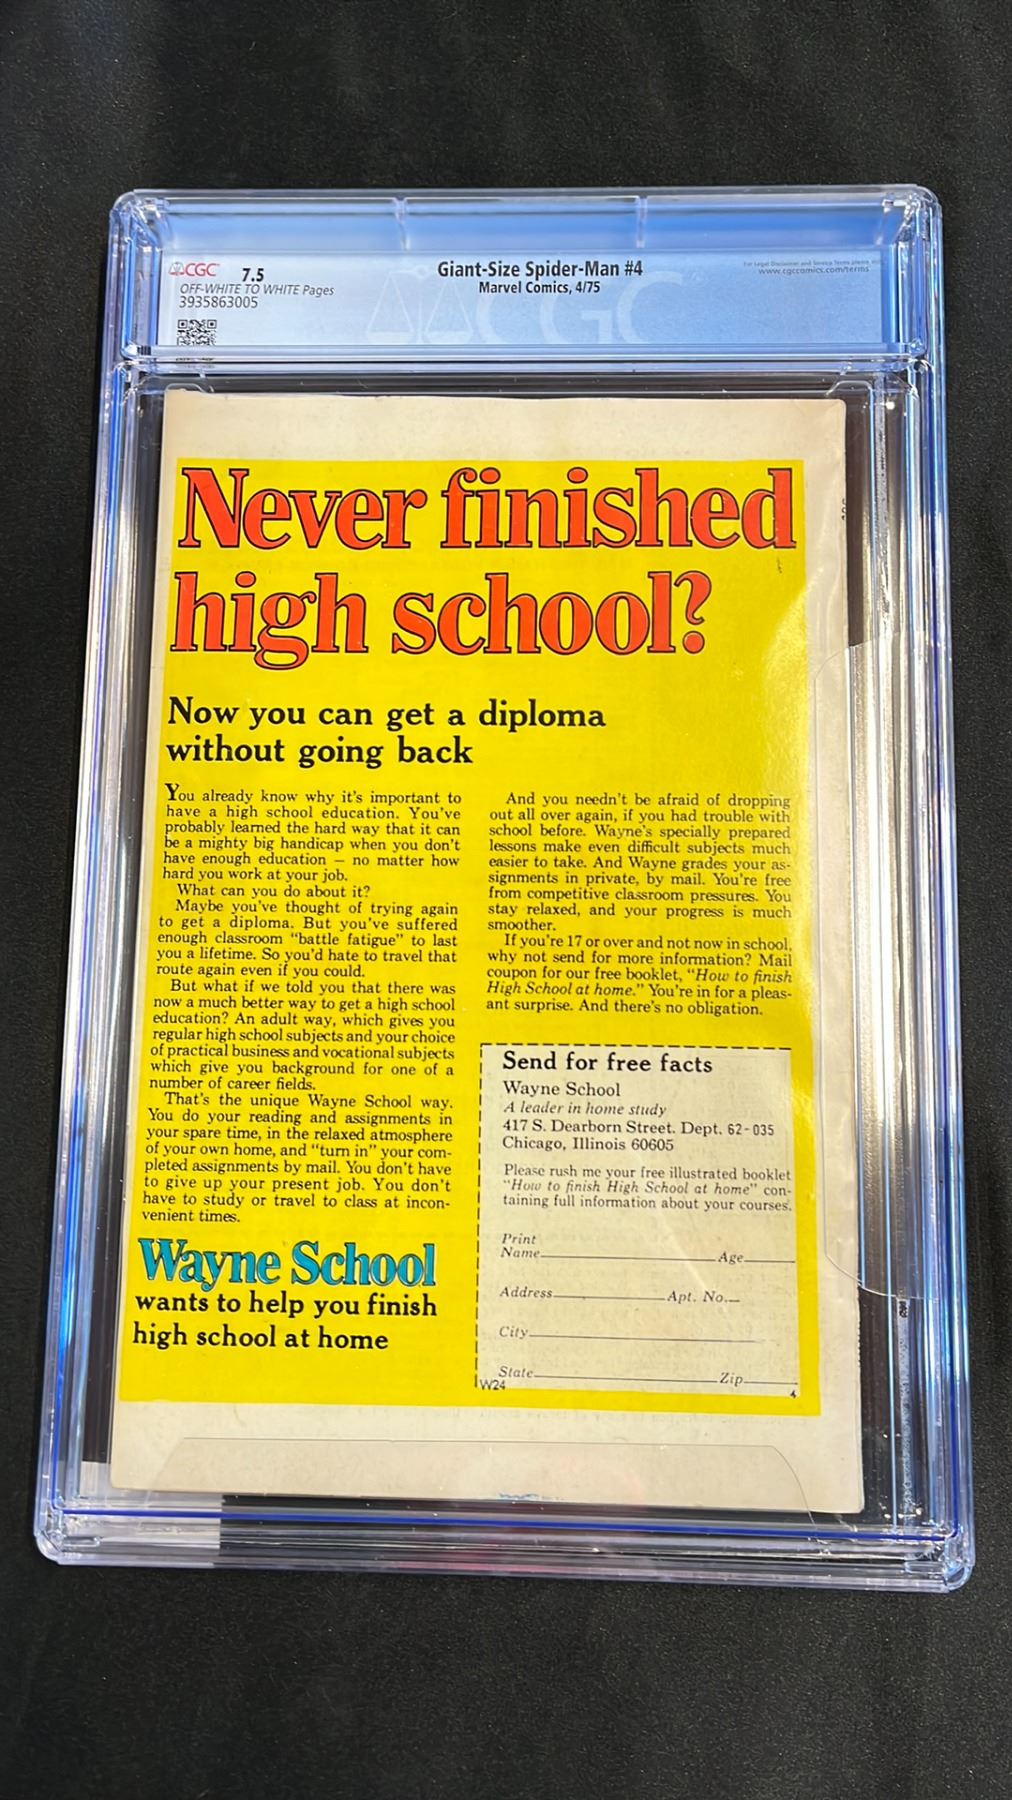 CGC 7.5
OFF-WHITE TO WHITE Pages
3935863005
Giant-Size Spider-Man #4
Marvel Comics, 4/75
For Legal Disclaimer and Service Terms please visit
www.cgccomics.com/terms
CGC
Never finished
high school?
Now you can get a diploma
without going back
You already know why it's important to
have a high school education. You've
probably learned the hard way that it can
be a mighty big handicap when you don't
have enough education — no matter how
hard you work at your job.
What can you do about it?
Maybe you've thought of trying again
to get a diploma. But you've suffered
enough classroom "battle fatigue" to last
you a lifetime. So you'd hate to travel that
route again even if you could.
But what if we told you that there was
now a much better way to get a high school
education? An adult way, which gives you
regular high school subjects and your choice
of practical business and vocational subjects
which give you background for one of a
number of career fields.
That's the unique Wayne School way.
You do your reading and assignments in
your spare time, in the relaxed atmosphere
of your own home, and "turn in" your com-
pleted assignments by mail. You don't have
to give up your present job. You don't
have to study or travel to class at incon-
venient times.
Wayne School
wants to help you finish
high school at home
And you needn't be afraid of dropping
out all over again, if you had trouble with
school before. Wayne's specially prepared
lessons make even difficult subjects much
easier to take. And Wayne grades your as-
signments in private, by mail. You're free
from competitive classroom pressures. You
stay relaxed, and your progress is much
smoother.
If you're 17 or over and not now in school,
why not send for more information? Mail
coupon for our free booklet, "How to finish
High School at home." You're in for a pleas-
ant surprise. And there's no obligation.
Send for free facts
Wayne School
A leader in home study
417 S. Dearborn Street. Dept. 62-035
Chicago, Illinois 60605
Please rush me your free illustrated booklet
"How to finish High School at home" con-
taining full information about your courses.
Print
Name Age
Address Apt. No.
City
State Zip
W24 4